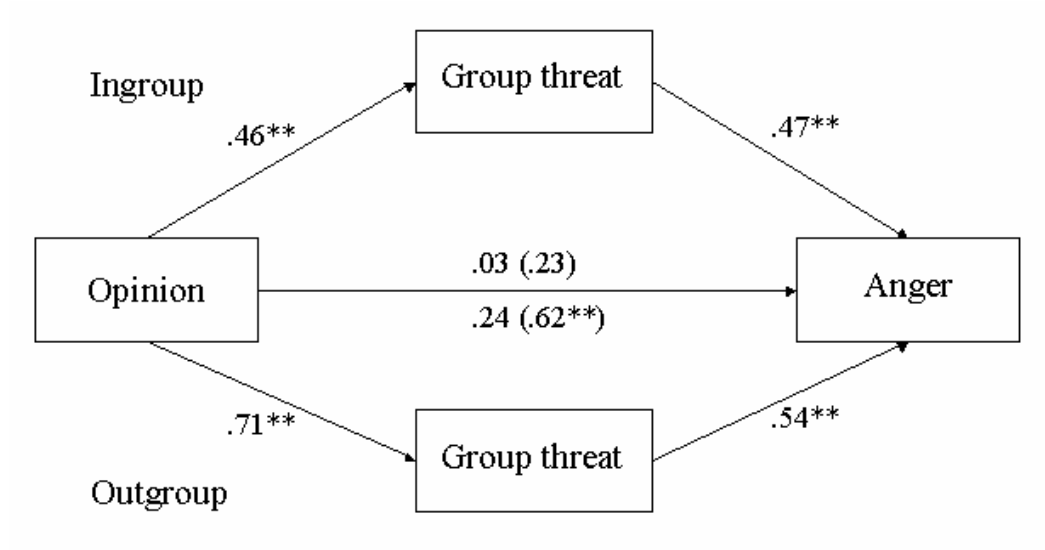 Group threat
Ingroup
.46**
.47**
.03 (.23)
Opinion
Anger
.24 (.62**)
.71**
.54**
Group threat
Outgroup